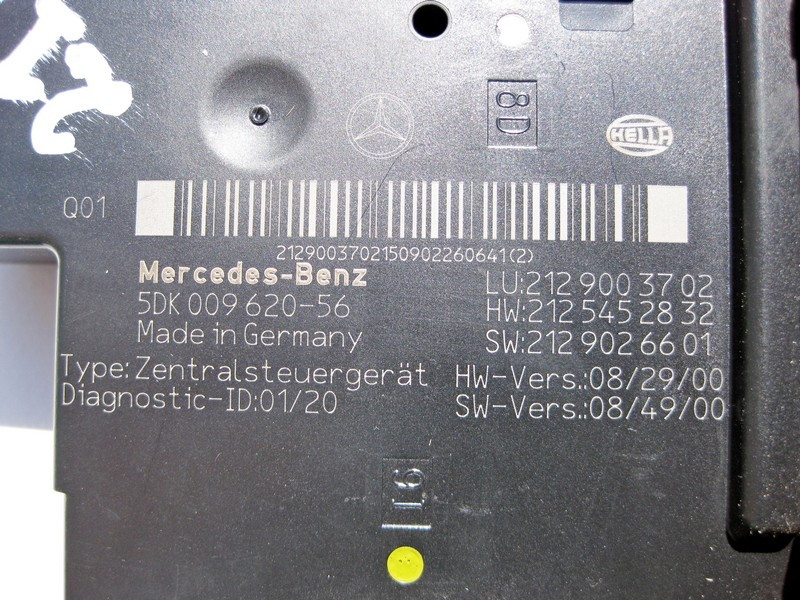 8D
HELLA
Q01
2129003702150902260641(2)
Mercedes-Benz
LU:212 900 37 02
5DK 009 620-56
HW:212 545 28 32
Made in Germany
SW:212 902 66 01
Type: Zentralsteuergerät
HW-Vers.:08/29/00
Diagnostic-ID:01/20
SW-Vers.:08/49/00